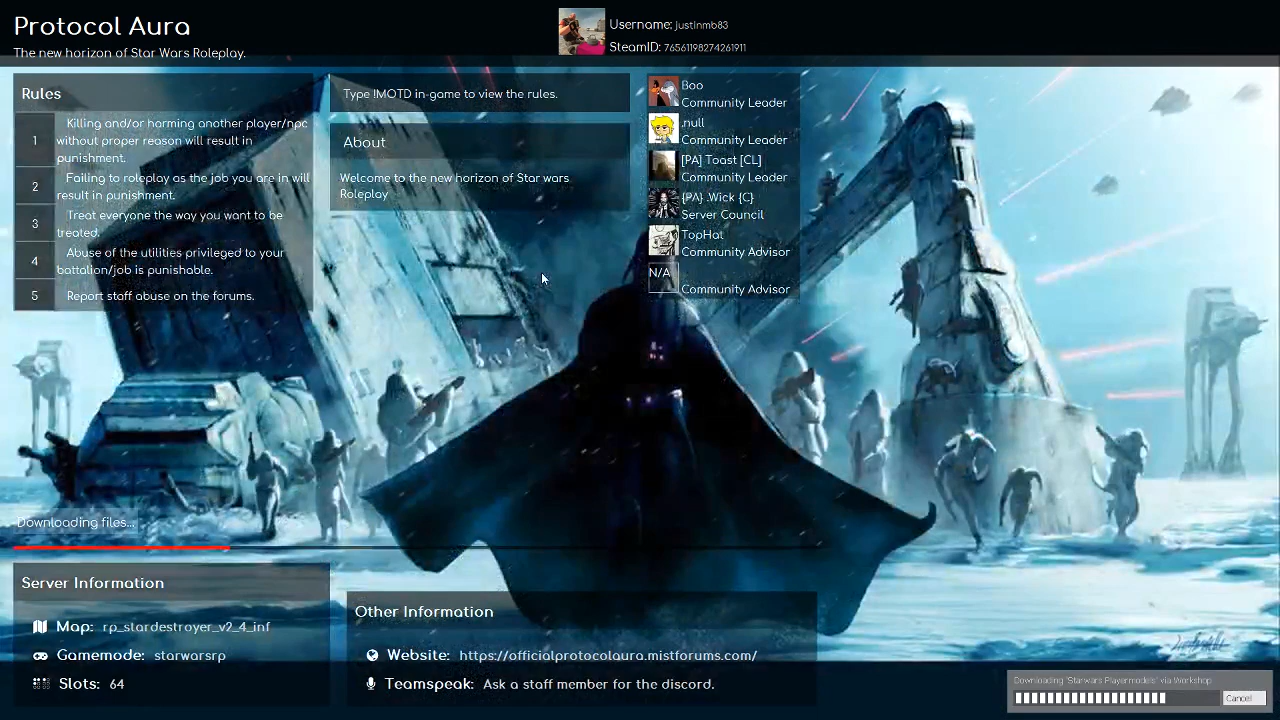 Protocol Aura
The new horizon of Star Wars Roleplay.
Username: justinmb83
SteamID: 76561198274261911
Rules
1 Killing and/or harming another player/npc
without proper reason will result in
punishment.
2 Failing to roleplay as the job you are in will
result in punishment.
3 Treat everyone the way you want to be
treated.
4 Abuse of the utilities privileged to your
battalion/job is punishable.
5 Report staff abuse on the forums.
Type !MOTD in-game to view the rules.
About
Welcome to the new horizon of Star wars
Roleplay
Boo
Community Leader
.null
Community Leader
[PA] Toast [CL]
Community Leader
{PA} .Wick {C}
Server Council
TopHat
Community Advisor
N/A
Community Advisor
Downloading files...
Server Information
Map: rp_stardestroyer_v2_4_inf
Gamemode: starwarsrp
Slots: 64
Other Information
Website: https://officialprotocolaura.mistforums.com/
Teamspeak: Ask a staff member for the discord.
Downloading "Starwars Playermodels" via Workshop
Cancel